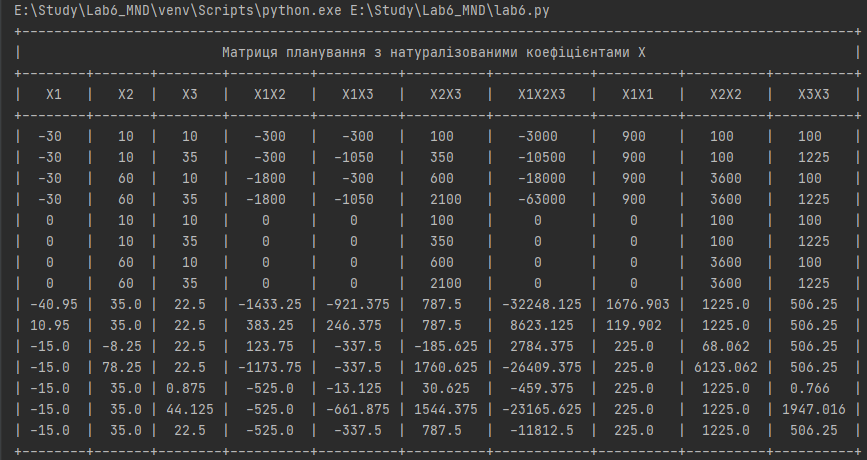 E:\Study\Lab6_MND\venv\Scripts\python.exe E:\Study\Lab6_MND\lab6.py
+---------------------------------------------------------------------------------------------------+
|                        Матриця планування з натуралізованими коефіцієнтами X                         |
+--------+-------+--------+----------+----------+----------+------------+----------+----------+----------+
| X1 | X2 | X3 | X1X2 | X1X3 | X2X3 | X1X2X3 | X1X1 | X2X2 | X3X3 |
+--------+-------+--------+----------+----------+----------+------------+----------+----------+----------+
| -30 | 10 | 10 | -300 | -300 | 100 | -3000 | 900 | 100 | 100 |
| -30 | 10 | 35 | -300 | -1050 | 350 | -10500 | 900 | 100 | 1225 |
| -30 | 60 | 10 | -1800 | -300 | 600 | -18000 | 900 | 3600 | 100 |
| -30 | 60 | 35 | -1800 | -1050 | 2100 | -63000 | 900 | 3600 | 1225 |
| 0 | 10 | 10 | 0 | 0 | 100 | 0 | 0 | 100 | 100 |
| 0 | 10 | 35 | 0 | 0 | 350 | 0 | 0 | 100 | 1225 |
| 0 | 60 | 10 | 0 | 0 | 600 | 0 | 0 | 3600 | 100 |
| 0 | 60 | 35 | 0 | 0 | 2100 | 0 | 0 | 3600 | 1225 |
| -40.95 | 35.0 | 22.5 | -1433.25 | -921.375 | 787.5 | -32248.125 | 1676.903 | 1225.0 | 506.25 |
| 10.95 | 35.0 | 22.5 | 383.25 | 246.375 | 787.5 | 8623.125 | 119.902 | 1225.0 | 506.25 |
| -15.0 | -8.25 | 22.5 | 123.75 | -337.5 | -185.625 | 2784.375 | 225.0 | 68.062 | 506.25 |
| -15.0 | 78.25 | 22.5 | -1173.75 | -337.5 | 1760.625 | -26409.375 | 225.0 | 6123.062 | 506.25 |
| -15.0 | 35.0 | 0.875 | -525.0 | -13.125 | 30.625 | -459.375 | 225.0 | 1225.0 | 0.766 |
| -15.0 | 35.0 | 44.125 | -525.0 | -661.875 | 1544.375 | -23165.625 | 225.0 | 1225.0 | 1947.016 |
| -15.0 | 35.0 | 22.5 | -525.0 | -337.5 | 787.5 | -11812.5 | 225.0 | 1225.0 | 506.25 |
+--------+-------+--------+----------+----------+----------+------------+----------+----------+----------+